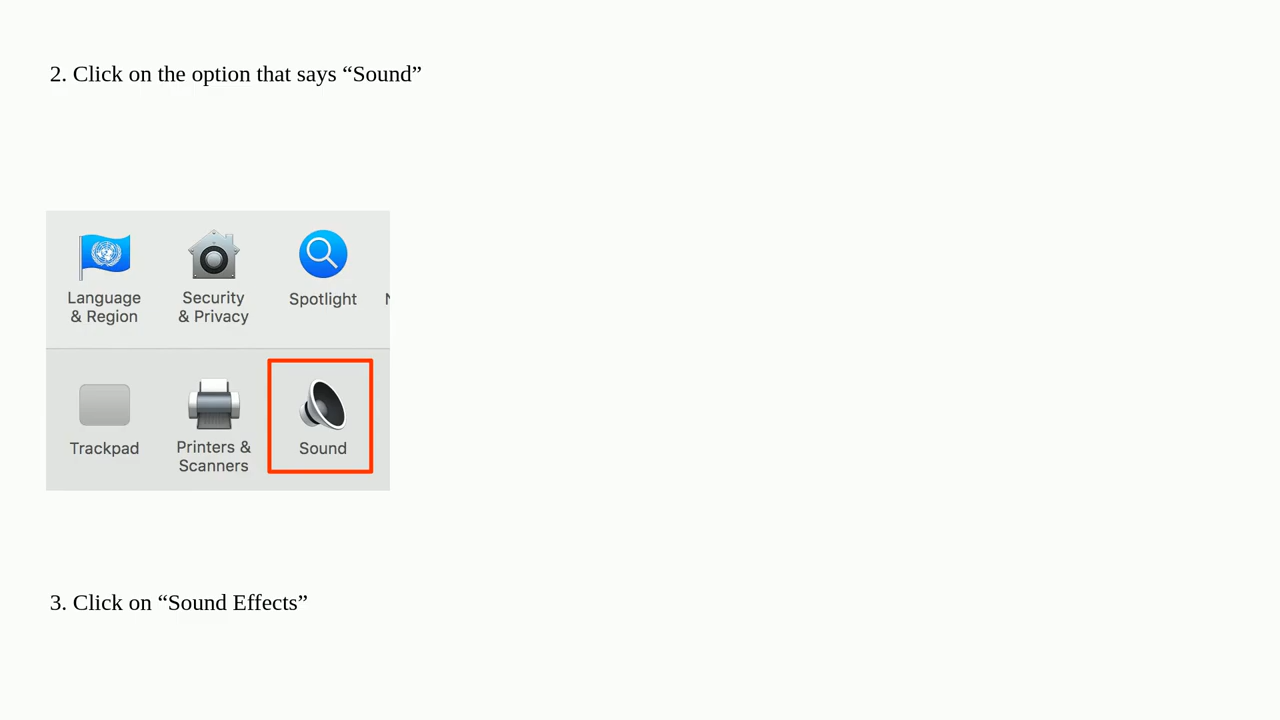 2. Click on the option that says “Sound”
Language
& Region
Security
& Privacy
Spotlight
Trackpad
Printers &
Scanners
Sound
3. Click on “Sound Effects”